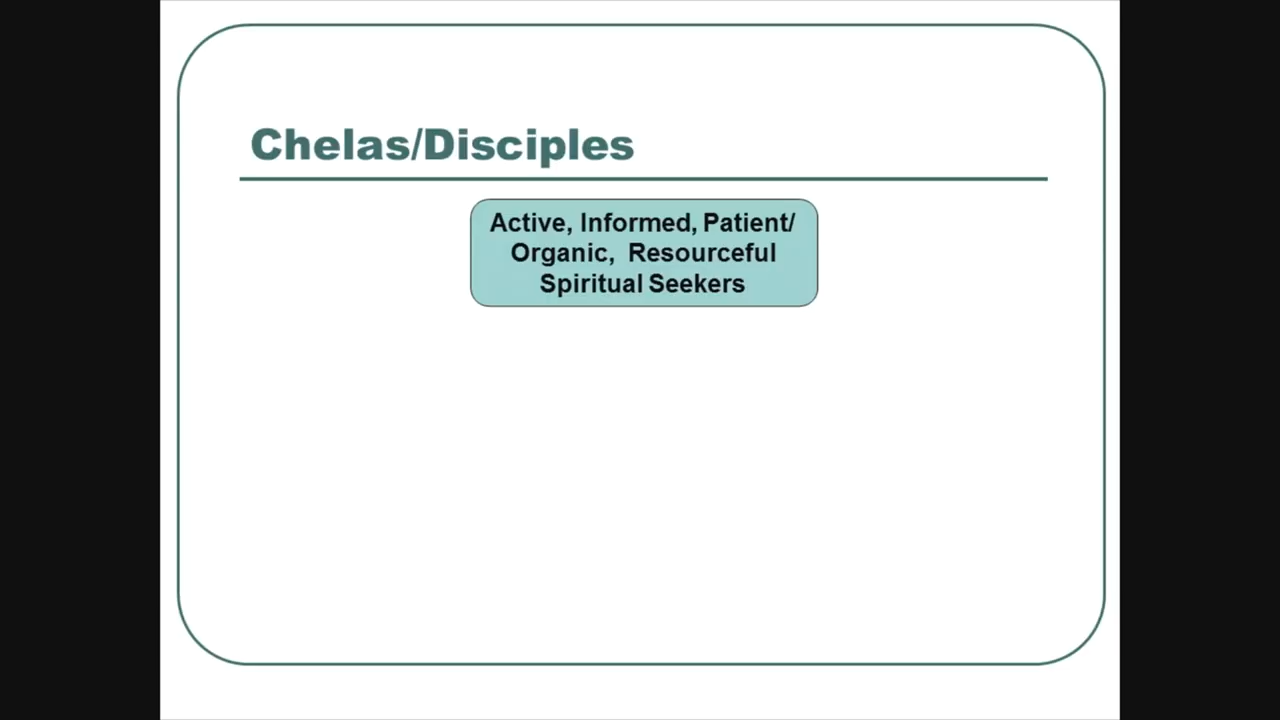 Chelas/Disciples
Active, Informed, Patient/
Organic, Resourceful
Spiritual Seekers